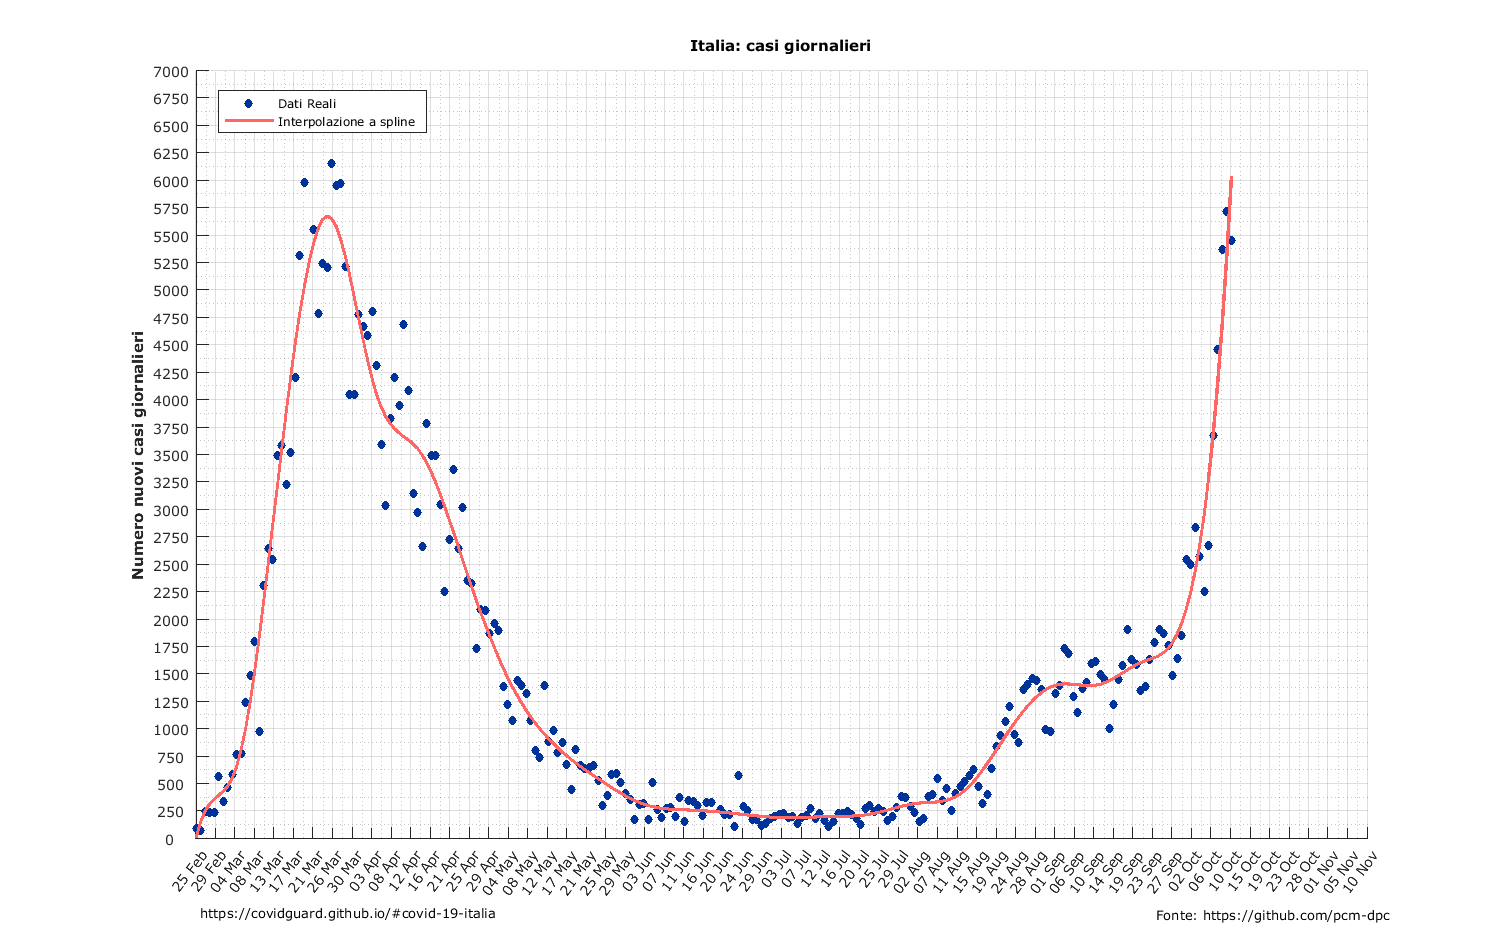 Italia: casi giornalieri
Dati Reali
Interpolazione a spline
Numero nuovi casi giornalieri
7000
6750
6500
6250
6000
5750
5500
5250
5000
4750
4500
4250
4000
3750
3500
3250
3000
2750
2500
2250
2000
1750
1500
1250
1000
750
500
250
0
25 Feb
29 Feb
04 Mar
08 Mar
13 Mar
17 Mar
21 Mar
26 Mar
30 Mar
03 Apr
08 Apr
12 Apr
16 Apr
21 Apr
25 Apr
29 Apr
04 May
08 May
12 May
17 May
21 May
25 May
29 May
03 Jun
07 Jun
11 Jun
16 Jun
20 Jun
24 Jun
29 Jun
03 Jul
07 Jul
12 Jul
16 Jul
20 Jul
25 Jul
29 Jul
02 Aug
07 Aug
11 Aug
15 Aug
19 Aug
24 Aug
28 Aug
01 Sep
06 Sep
10 Sep
14 Sep
19 Sep
23 Sep
27 Sep
02 Oct
06 Oct
10 Oct
15 Oct
19 Oct
23 Oct
28 Oct
01 Nov
05 Nov
10 Nov
https://covidguard.github.io/#covid-19-italia
Fonte: https://github.com/pcm-dpc